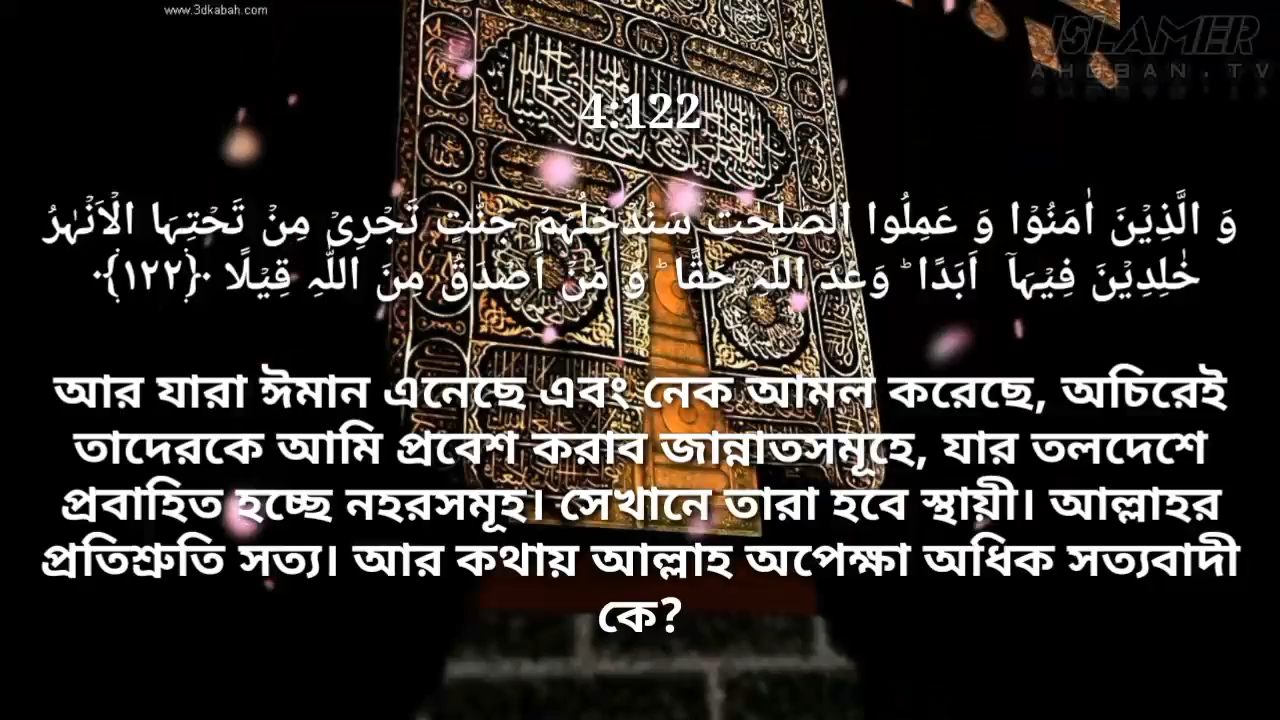 www.3dkabah.com
ISLAMER
AHOBAN.TV
4:122
وَ الَّذِیْنَ اٰمَنُوْا وَ عَمِلُوا الصّٰلِحٰتِ سَنُدْخِلُہُمْ جَنّٰتٍ تَجْرِیْ مِنْ تَحْتِہَا الْاَنْہٰرُ
خٰلِدِیْنَ فِیْہَاۤ اَبَدًا ؕ وَعْدَ اللّٰہِ حَقًّا ؕ وَ مَنْ اَصْدَقُ مِنَ اللّٰہِ قِیْلًا ﴿۱۲۲﴾
আর যারা ঈমান এনেছে এবং নেক আমল করেছে, অচিরেই
তাদেরকে আমি প্রবেশ করাব জান্নাতসমূহে, যার তলদেশে
প্রবাহিত হচ্ছে নহরসমূহ। সেখানে তারা হবে স্থায়ী। আল্লাহর
প্রতিশ্রুতি সত্য। আর কথায় আল্লাহ অপেক্ষা অধিক সত্যবাদী
কে?